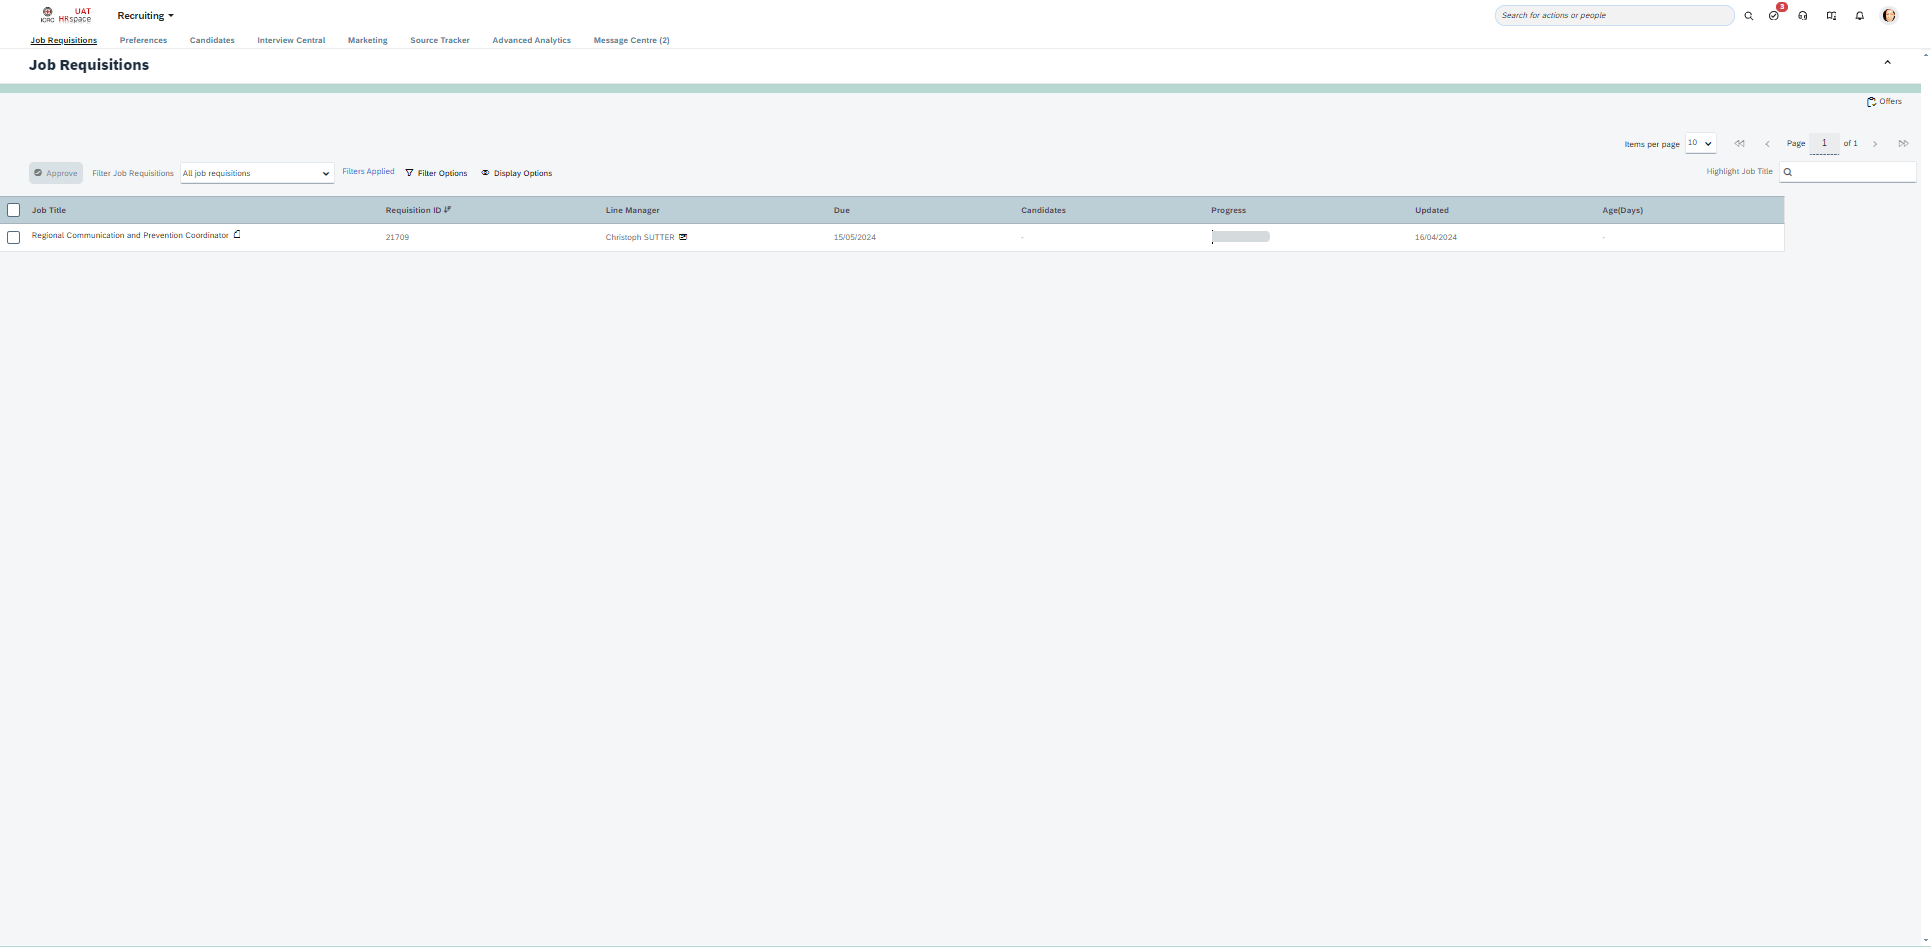 ICRC
UAT
HRspace
Recruiting
Search for actions or people
3
Job Requisitions
Preferences
Candidates
Interview Central
Marketing
Source Tracker
Advanced Analytics
Message Centre (2)
Job Requisitions
Offers
Items per page
10
Page
1
of 1
Approve
Filter Job Requisitions
All job requisitions
Filters Applied
Filter Options
Display Options
Highlight Job Title
Job Title
Requisition ID
Line Manager
Due
Candidates
Progress
Updated
Age(Days)
Regional Communication and Prevention Coordinator
21709
Christoph SUTTER
15/05/2024
-
16/04/2024
-